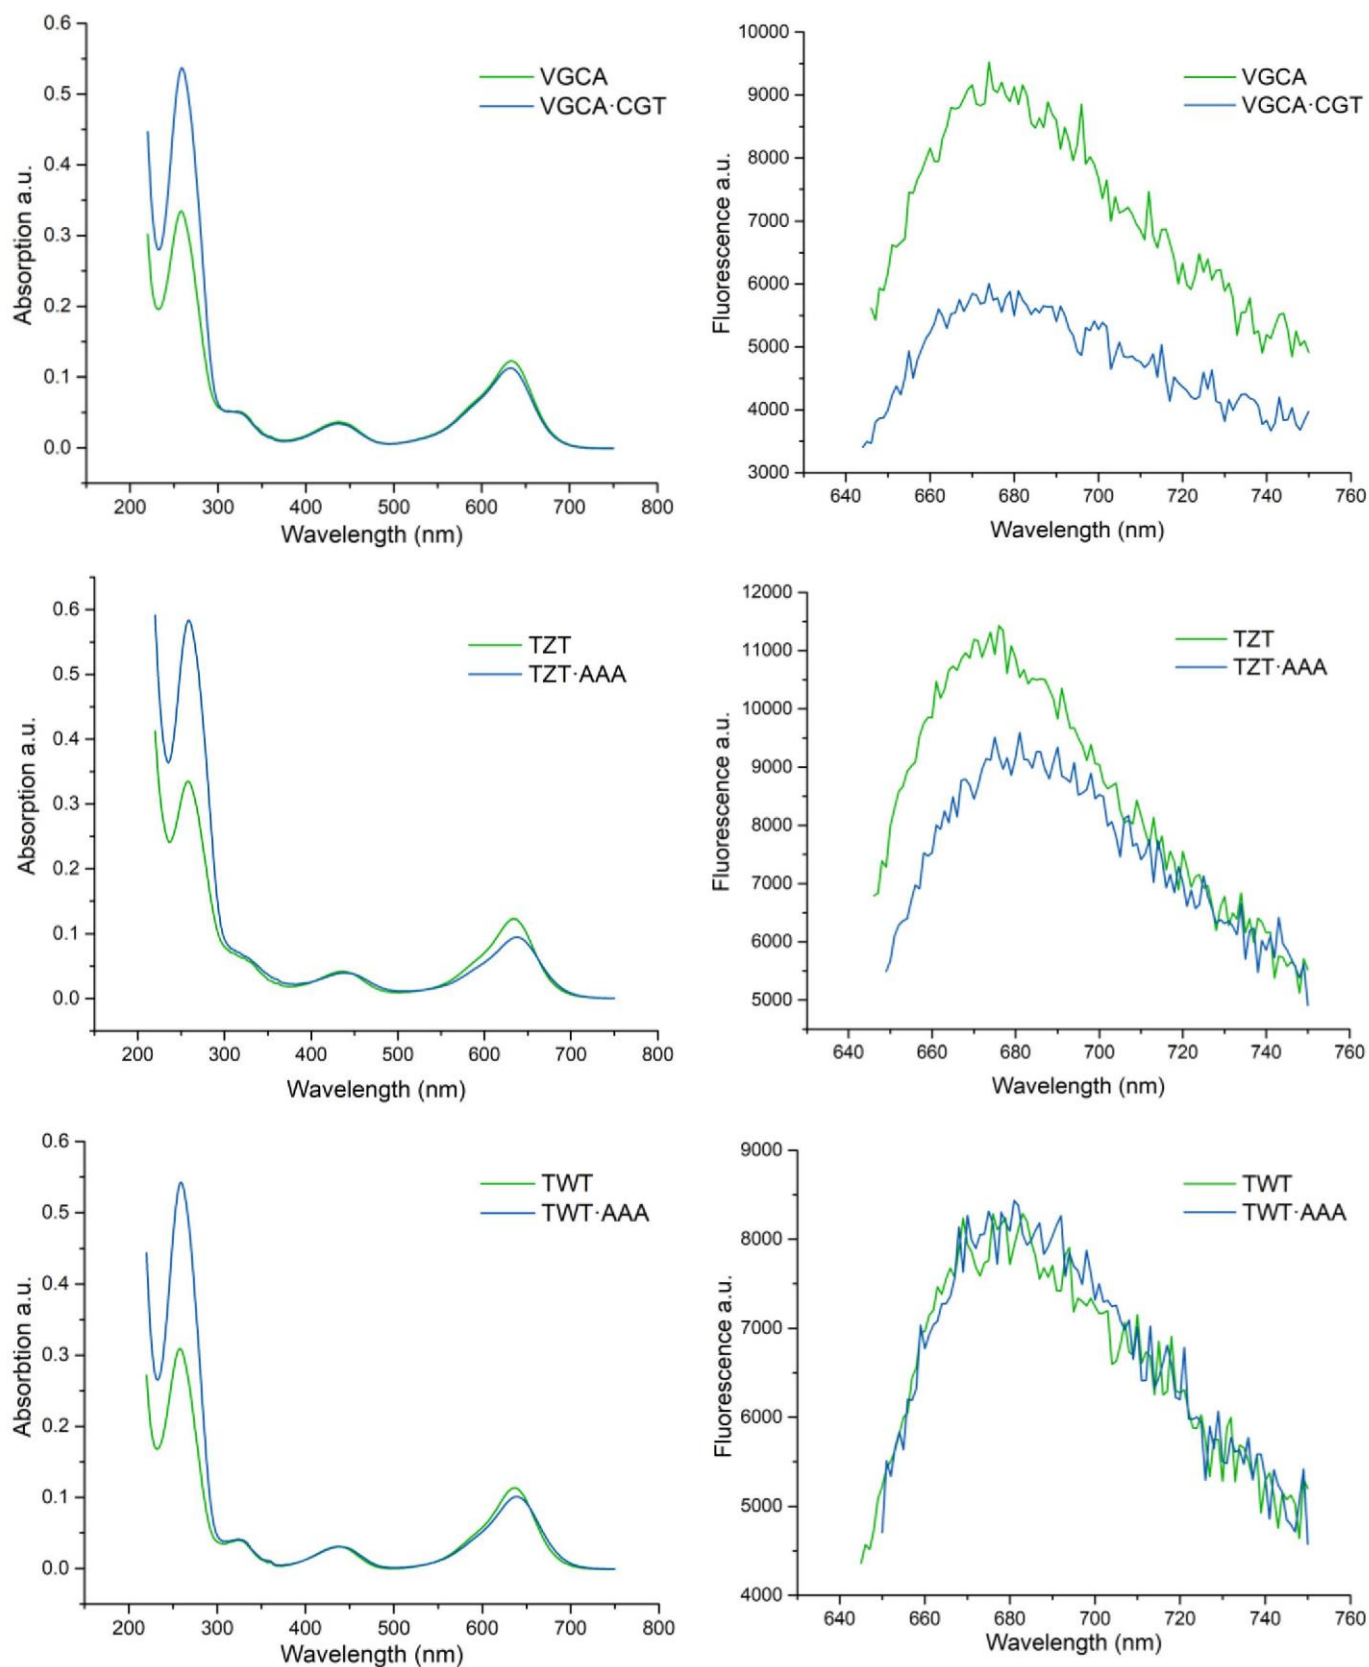 0.6
0.5
0.4
0.3
0.2
0.1
0.0
Absorption a.u.
200 300 400 500 600 700 800
Wavelength (nm)
VGCA
VGCA·CGT
10000
9000
8000
7000
6000
5000
4000
3000
Fluorescence a.u.
640 660 680 700 720 740 760
Wavelength (nm)
VGCA
VGCA·CGT
0.6
0.5
0.4
0.3
0.2
0.1
0.0
Absorption a.u.
200 300 400 500 600 700 800
Wavelength (nm)
TZT
TZT·AAA
12000
11000
10000
9000
8000
7000
6000
5000
Fluorescence a.u.
640 660 680 700 720 740 760
Wavelength (nm)
TZT
TZT·AAA
0.6
0.5
0.4
0.3
0.2
0.1
0.0
Absorbtion a.u.
200 300 400 500 600 700 800
Wavelength (nm)
TWT
TWT·AAA
9000
8000
7000
6000
5000
4000
Fluorescence a.u.
640 660 680 700 720 740 760
Wavelength (nm)
TWT
TWT·AAA